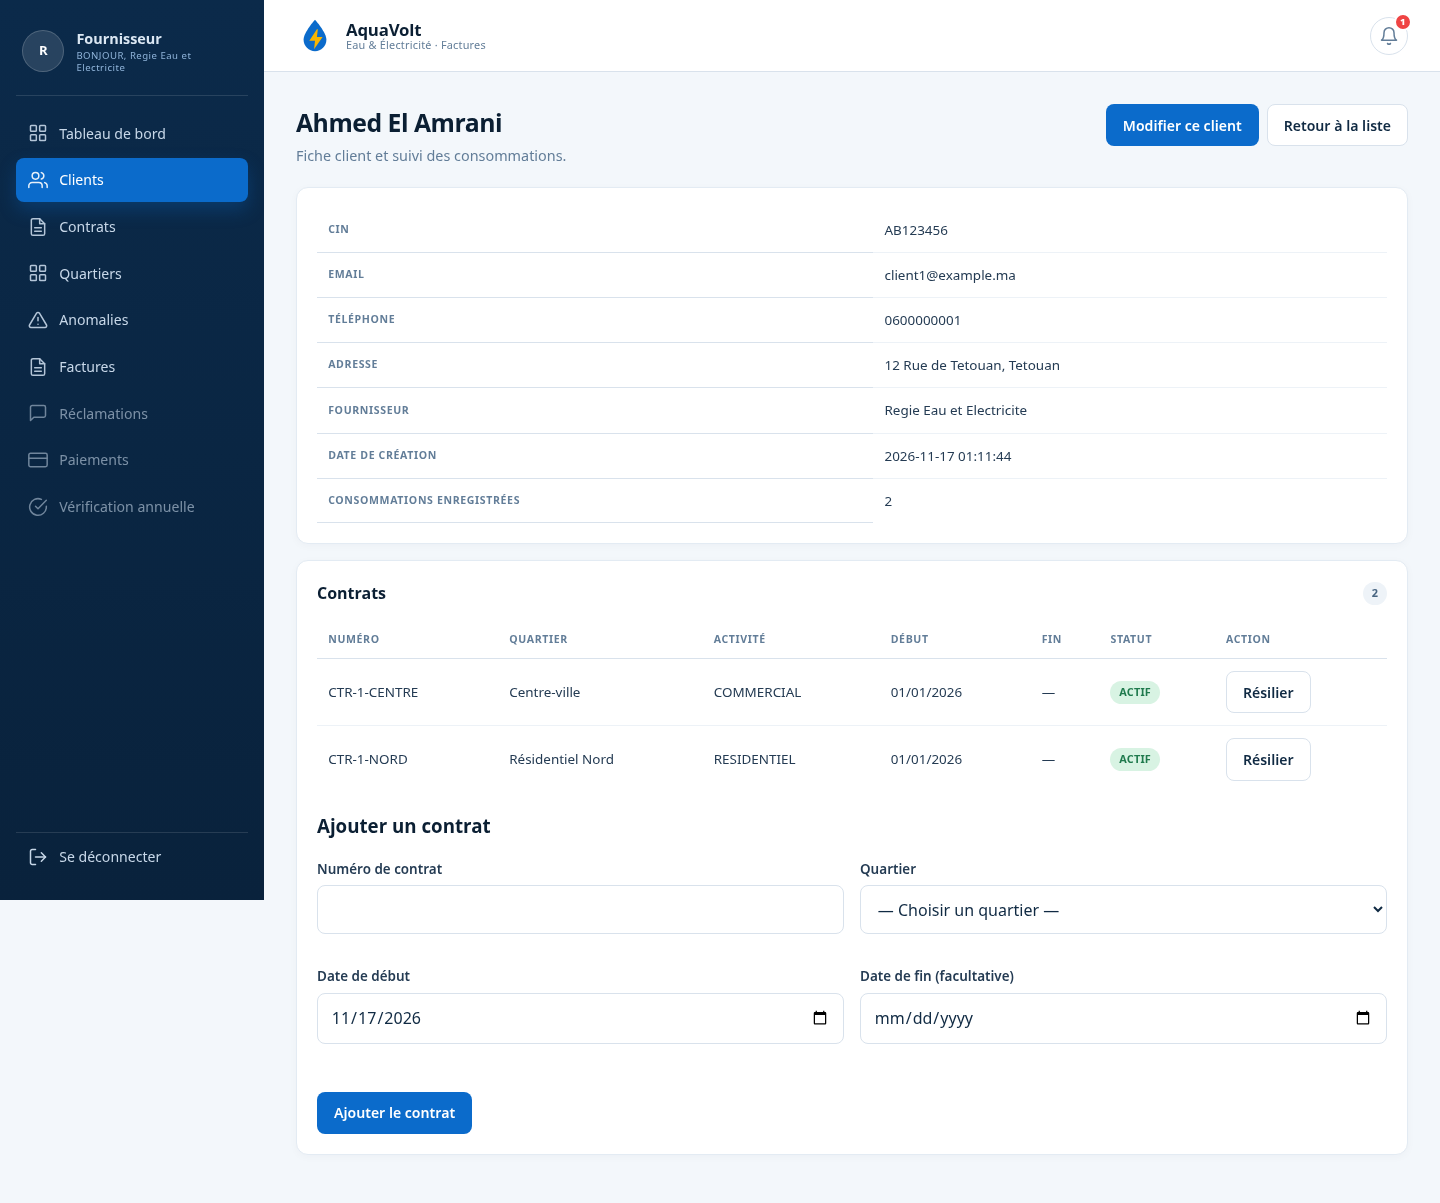 R
Fournisseur
BONJOUR, Regie Eau et
Electricite
Tableau de bord
Clients
Contrats
Quartiers
Anomalies
Factures
Réclamations
Paiements
Vérification annuelle
Se déconnecter
AquaVolt
Eau & Électricité · Factures
1
Ahmed El Amrani
Fiche client et suivi des consommations.
Modifier ce client
Retour à la liste
CIN AB123456
EMAIL client1@example.ma
TÉLÉPHONE 0600000001
ADRESSE 12 Rue de Tetouan, Tetouan
FOURNISSEUR Regie Eau et Electricite
DATE DE CRÉATION 2026-11-17 01:11:44
CONSOMMATIONS ENREGISTRÉES 2
Contrats 2
NUMÉRO QUARTIER ACTIVITÉ DÉBUT FIN STATUT ACTION
CTR-1-CENTRE Centre-ville COMMERCIAL 01/01/2026 — ACTIF Résilier
CTR-1-NORD Résidentiel Nord RESIDENTIEL 01/01/2026 — ACTIF Résilier
Ajouter un contrat
Numéro de contrat Quartier
— Choisir un quartier —
Date de début Date de fin (facultative)
11/17/2026 mm/dd/yyyy
Ajouter le contrat